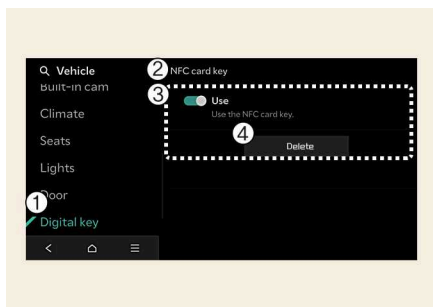 Vehicle
Built-in cam
Climate
Seats
Lights
Door
Digital key
1
2 NFC card key
3
Use
Use the NFC card key.
4
Delete